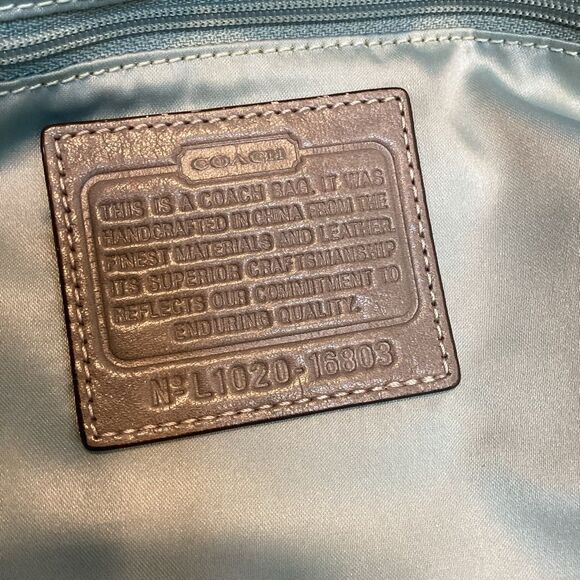 COACH
THIS IS A COACH BAG. IT WAS
HANDCRAFTED IN CHINA FROM THE
FINEST MATERIALS AND LEATHER.
ITS SUPERIOR CRAFTSMANSHIP
REFLECTS OUR COMMITMENT TO
ENDURING QUALITY.
Nº L1020-16803